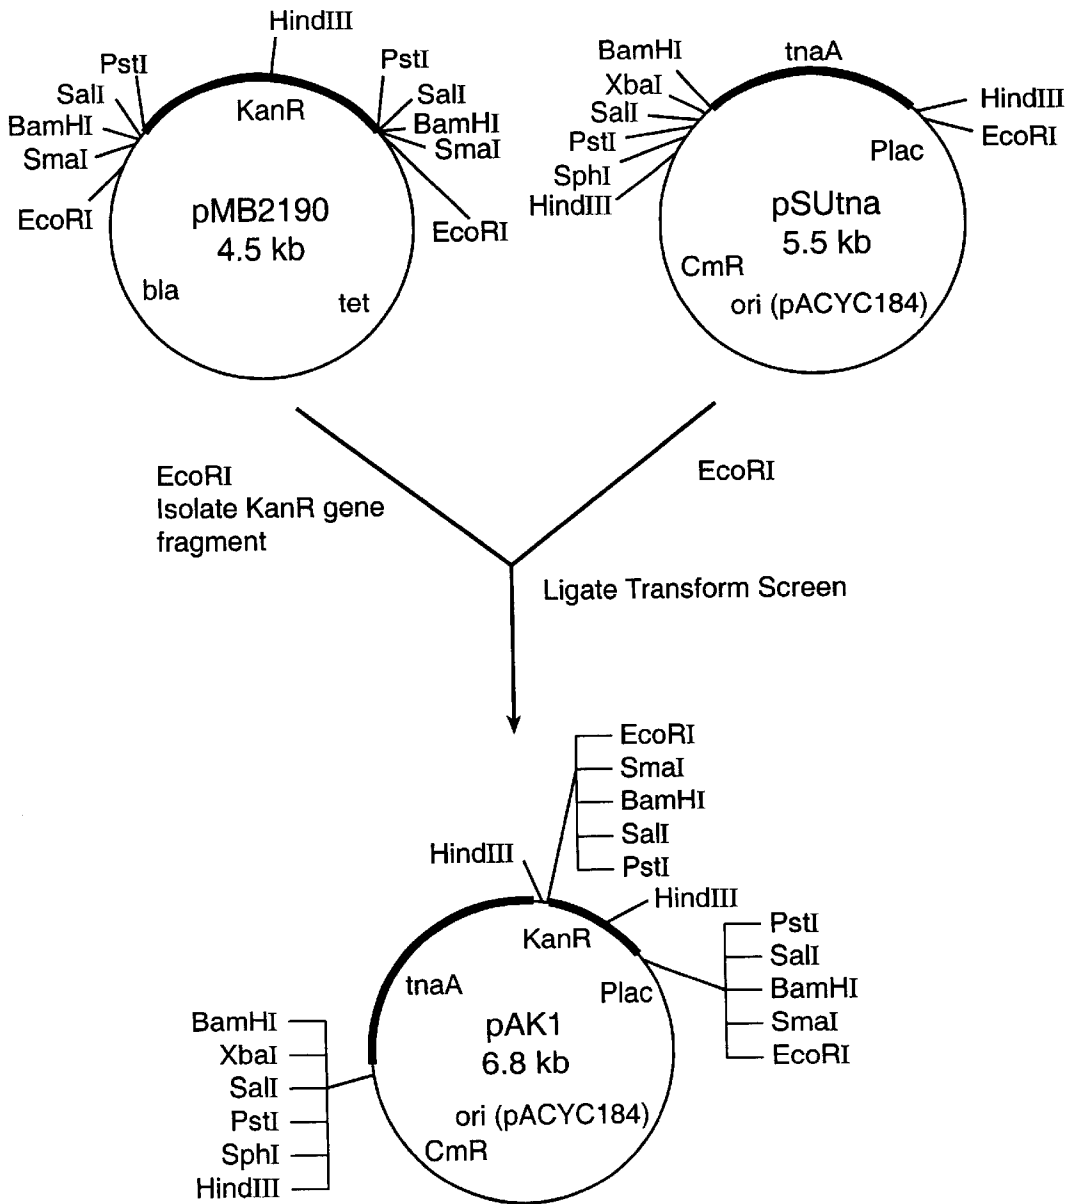 HindIII
PstI
SalI
BamHI
SmaI
EcoRI
KanR
PstI
SalI
BamHI
SmaI
EcoRI
pMB2190
4.5 kb
bla
tet
BamHI
XbaI
SalI
PstI
SphI
HindIII
tnaA
HindIII
EcoRI
Plac
pSUtna
5.5 kb
CmR
ori (pACYC184)
EcoRI
Isolate KanR gene
fragment
EcoRI
Ligate Transform Screen
EcoRI
SmaI
BamHI
SalI
PstI
HindIII
HindIII
KanR
PstI
SalI
BamHI
SmaI
EcoRI
tnaA
Plac
pAK1
6.8 kb
BamHI
XbaI
SalI
PstI
SphI
HindIII
ori (pACYC184)
CmR